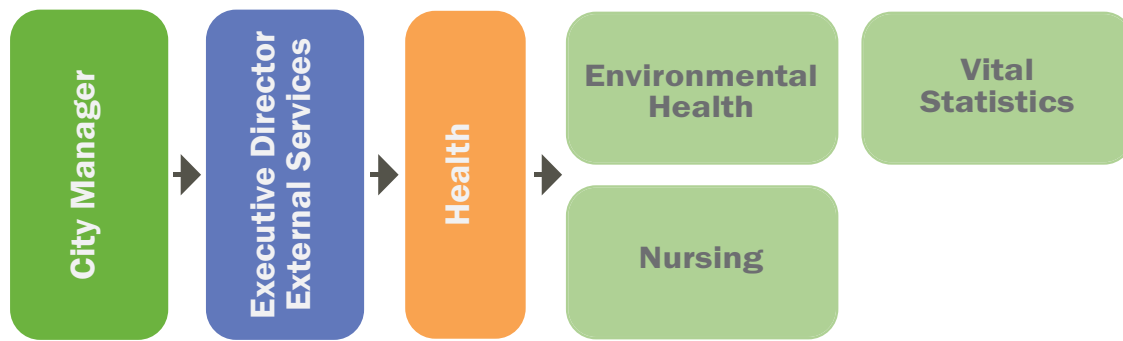 City Manager
Executive Director
External Services
Health
Environmental
Health
Vital
Statistics
Nursing